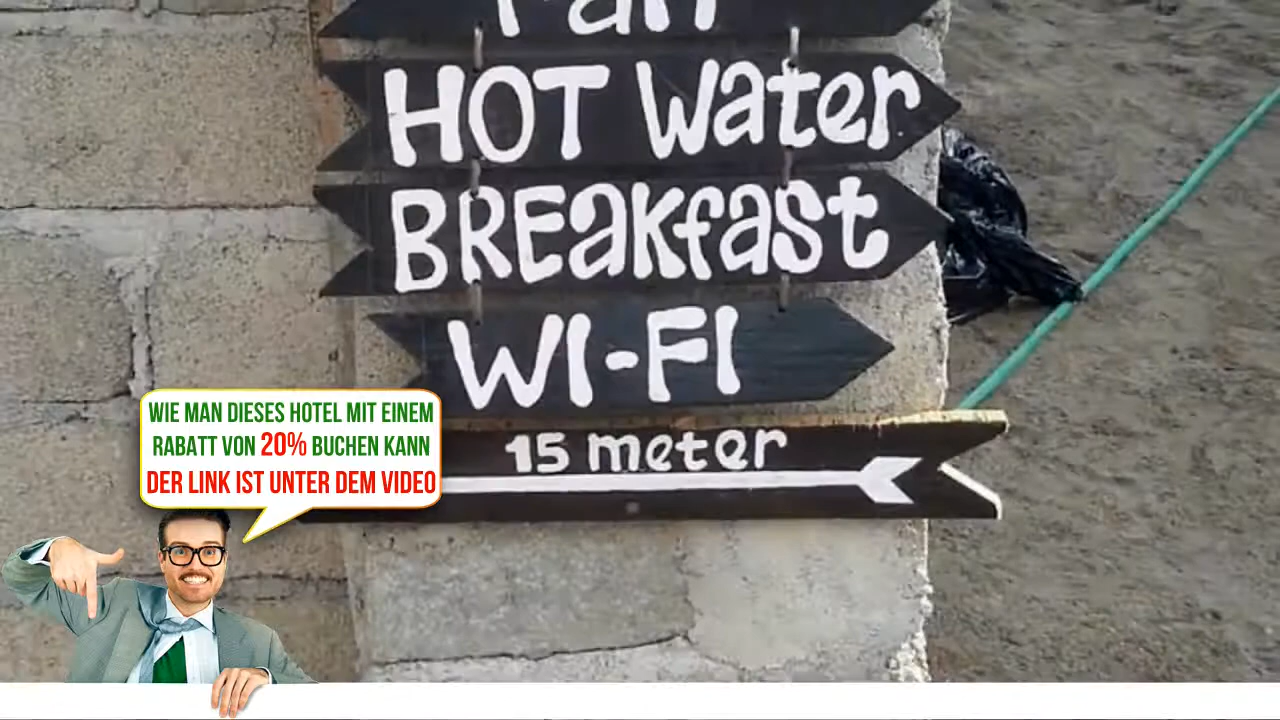 HOT Water
BREakfast
WI-FI
15 meter
WIE MAN DIESES HOTEL MIT EINEM
RABATT VON 20% BUCHEN KANN
DER LINK IST UNTER DEM VIDEO